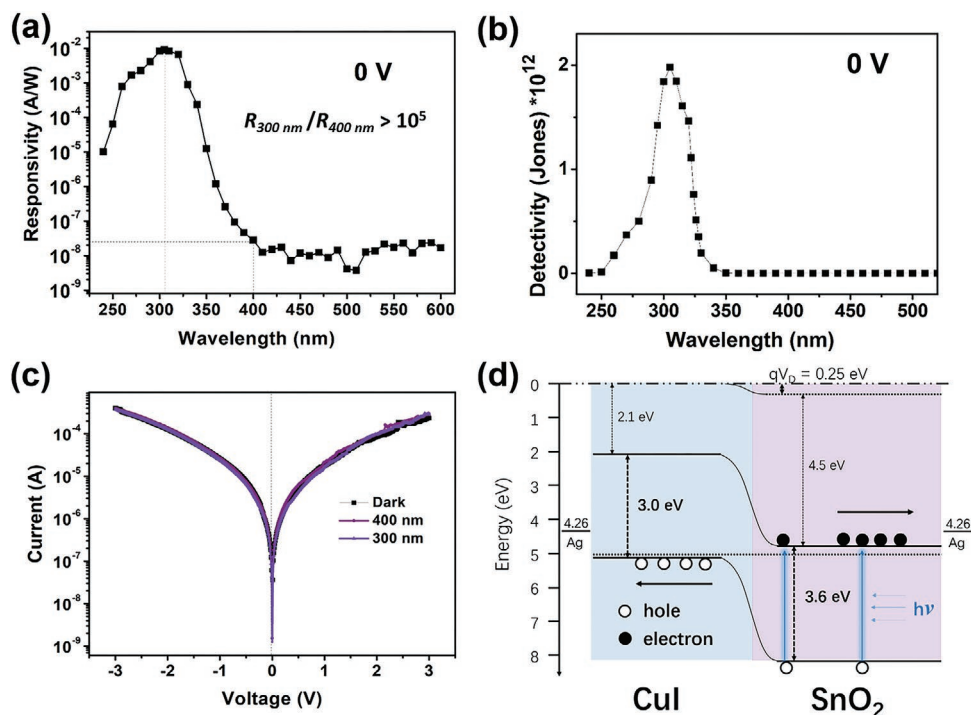 (a)
10⁻²
10⁻³
10⁻⁴
10⁻⁵
10⁻⁶
10⁻⁷
10⁻⁸
10⁻⁹
Responsivity (A/W)
0 V
R300 nm /R400 nm > 10⁵
250 300 350 400 450 500 550 600
Wavelength (nm)
(b)
2
1
0
Detectivity (Jones) *10¹²
0 V
250 300 350 400 450 500
Wavelength (nm)
(c)
10⁻⁴
10⁻⁵
10⁻⁶
10⁻⁷
10⁻⁸
10⁻⁹
Current (A)
Dark
400 nm
300 nm
-3 -2 -1 0 1 2 3
Voltage (V)
(d)
qVD = 0.25 eV
0
1
2
3
4
5
6
7
8
Energy (eV)
2.1 eV
4.5 eV
3.0 eV
4.26
Ag
4.26
Ag
3.6 eV
hν
hole
electron
CuI
SnO₂